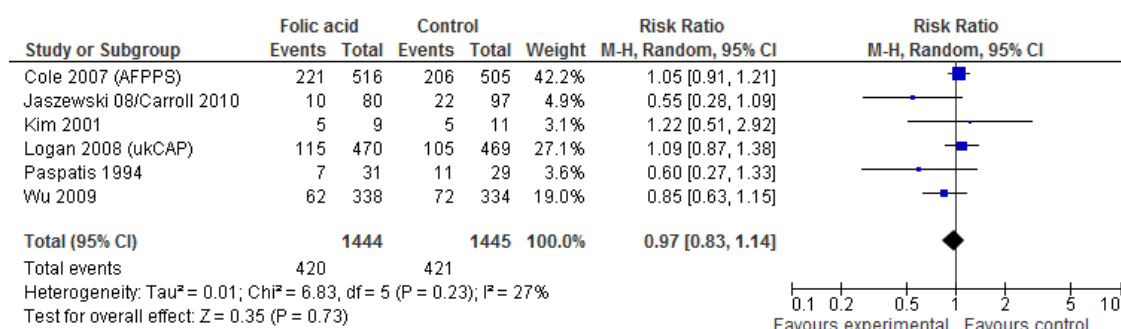 Folic acid Control Risk Ratio Risk Ratio
Study or Subgroup Events Total Events Total Weight M-H, Random, 95% CI M-H, Random, 95% CI
Cole 2007 (AFPPS) 221 516 206 505 42.2% 1.05 [0.91, 1.21]
Jaszewski 08/Carroll 2010 10 80 22 97 4.9% 0.55 [0.28, 1.09]
Kim 2001 5 9 5 11 3.1% 1.22 [0.51, 2.92]
Logan 2008 (ukCAP) 115 470 105 469 27.1% 1.09 [0.87, 1.38]
Paspatis 1994 7 31 11 29 3.6% 0.60 [0.27, 1.33]
Wu 2009 62 338 72 334 19.0% 0.85 [0.63, 1.15]
Total (95% CI) 1444 1445 100.0% 0.97 [0.83, 1.14]
Total events 420 421
Heterogeneity: Tau² = 0.01; Chi² = 6.83, df = 5 (P = 0.23); I² = 27%
Test for overall effect: Z = 0.35 (P = 0.73)
0.1 0.2 0.5 1 2 5 10
Favours experimental Favours control